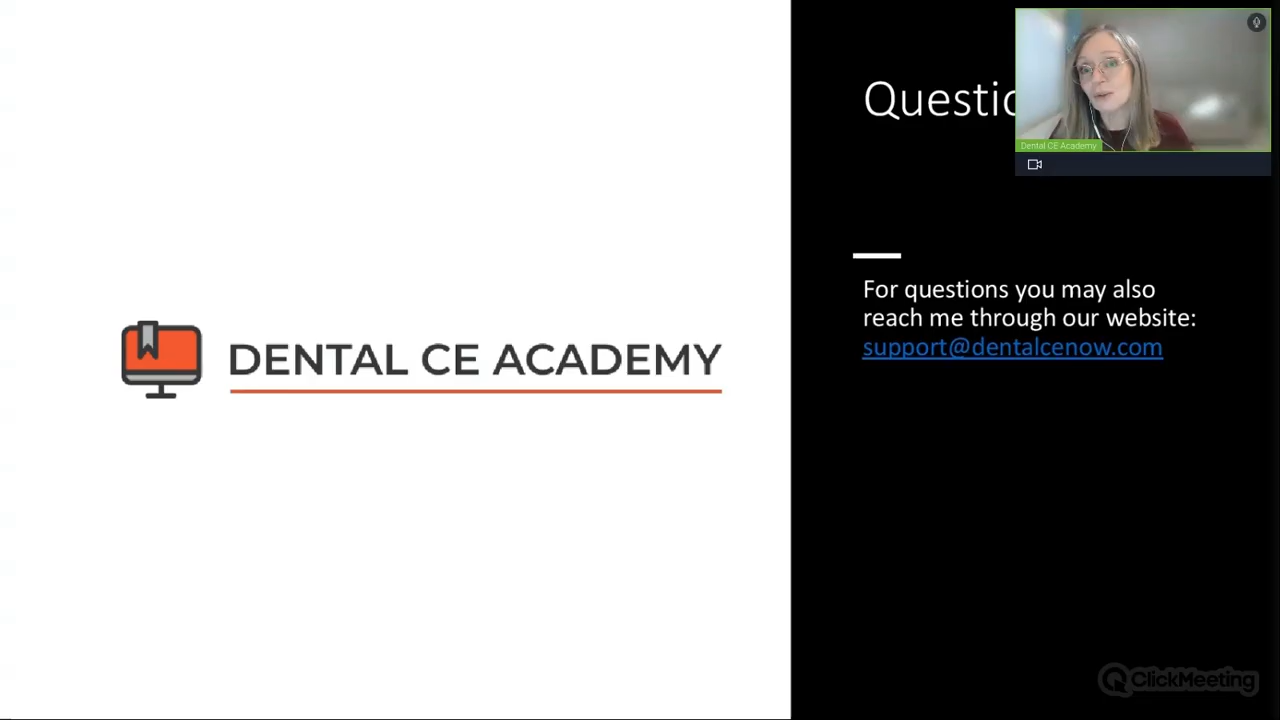 Questio
Dental CE Academy
For questions you may also
reach me through our website:
support@dentalcenow.com
DENTAL CE ACADEMY
ClickMeeting